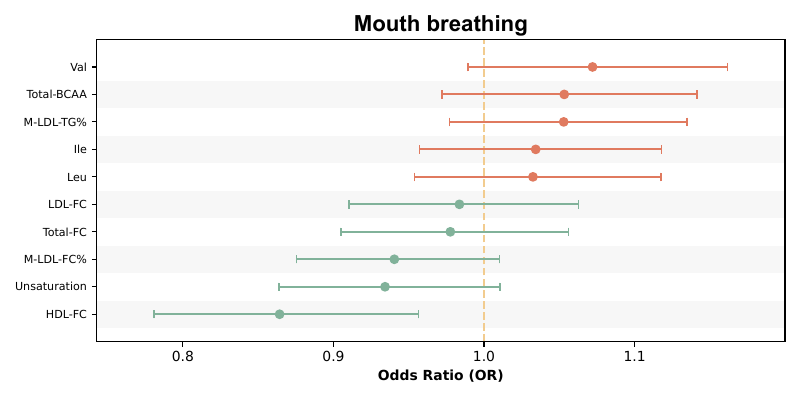 Mouth breathing
Val
Total-BCAA
M-LDL-TG%
Ile
Leu
LDL-FC
Total-FC
M-LDL-FC%
Unsaturation
HDL-FC
0.8 0.9 1.0 1.1
Odds Ratio (OR)